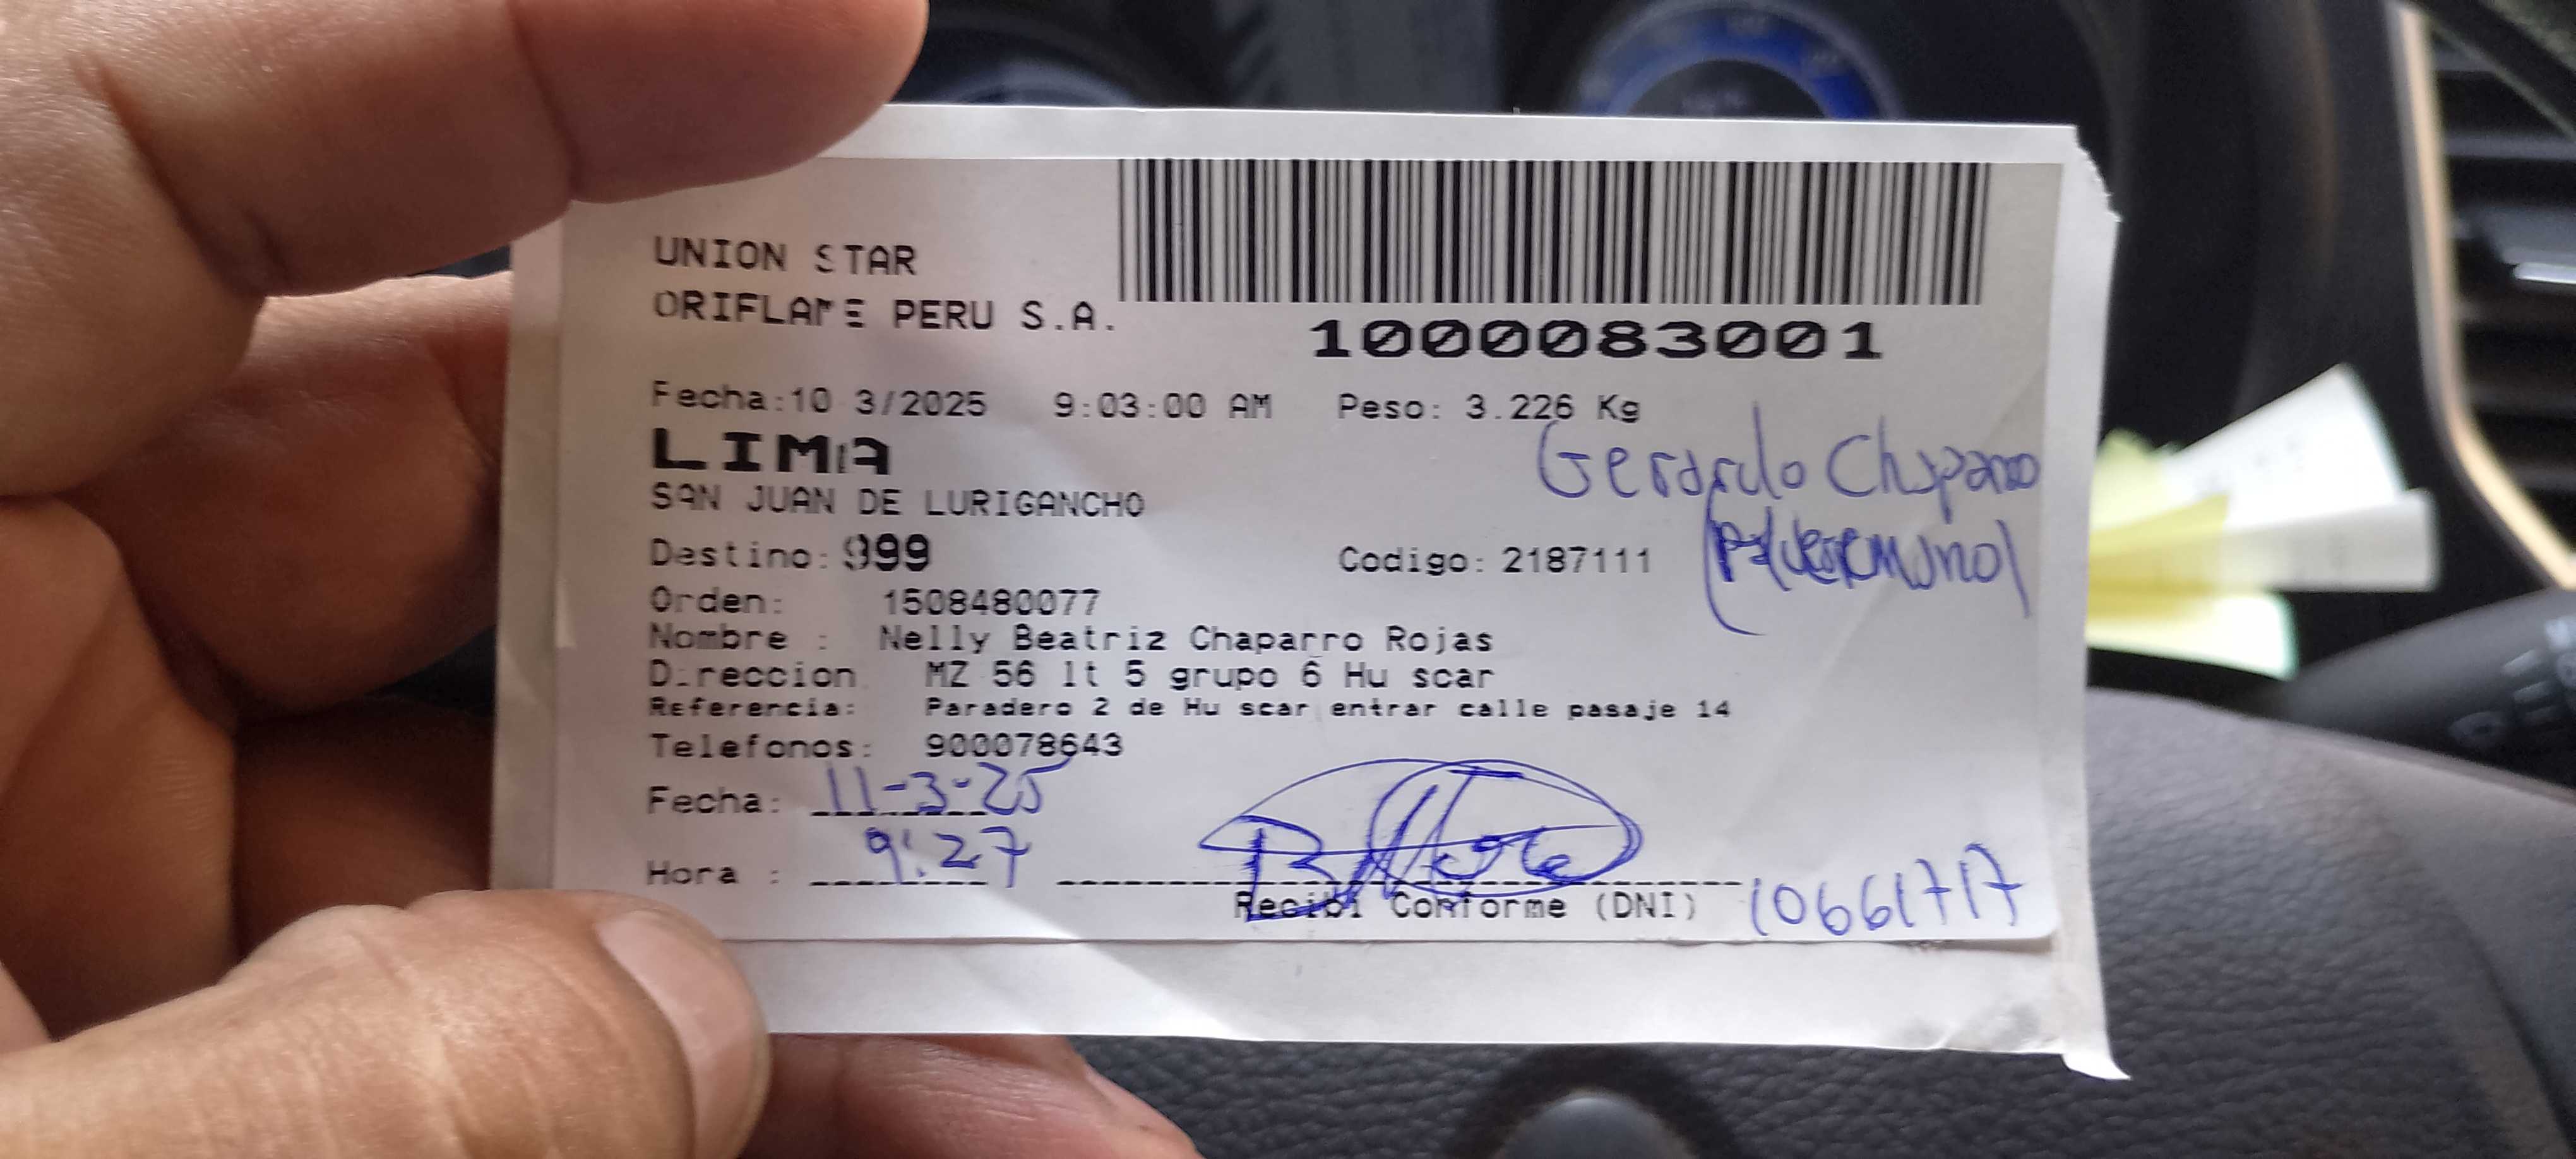 UNION STAR
ORIFLAME PERU S.A.
1000083001
Fecha:10 3/2025 9:03:00 AM Peso: 3.226 Kg
LIMA
Gerardo Chaparro
SAN JUAN DE LURIGANCHO
Destino: 999 Codigo: 2187111
Orden: 1508480077
Nombre : Nelly Beatriz Chaparro Rojas
Direccion MZ 56 lt 5 grupo 6 Hu scar
Referencia: Paradero 2 de Hu scar entrar calle pasaje 14
Telefonos: 900078643
Fecha: 11-3-25
Hora : 9:27
Recibi Conforme (DNI) 10661717